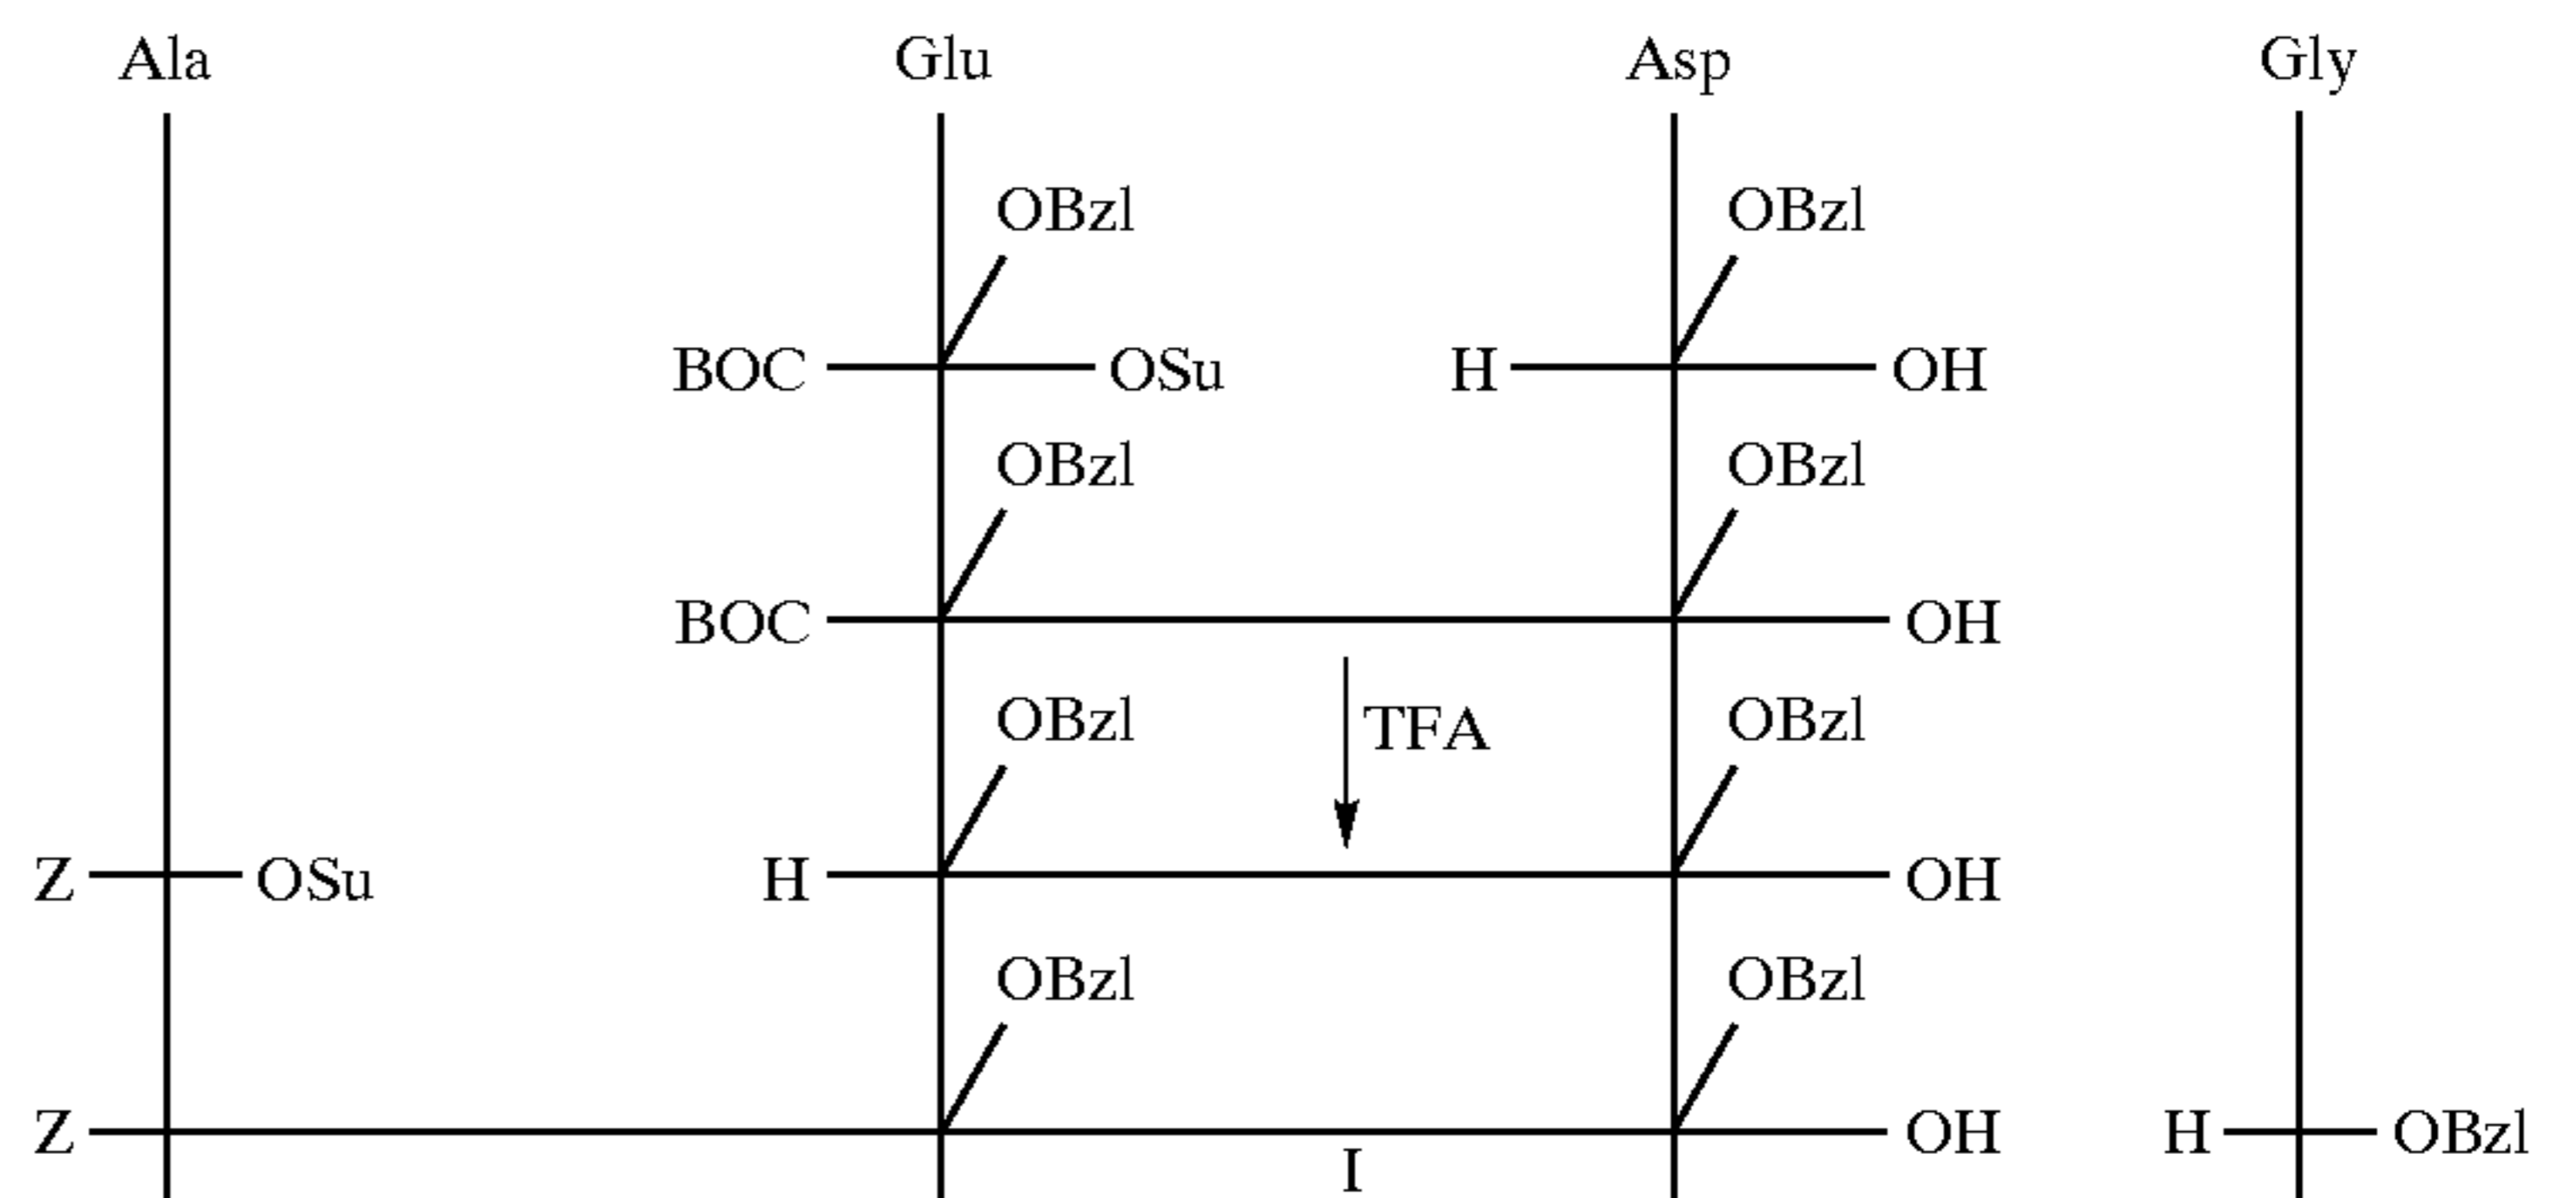 Ala Glu Asp Gly
OBzl OBzl
BOC OSu H OH
OBzl OBzl
BOC OH
TFA
OBzl OBzl
Z OSu H OH
OBzl OBzl
Z OH H OBzl
I